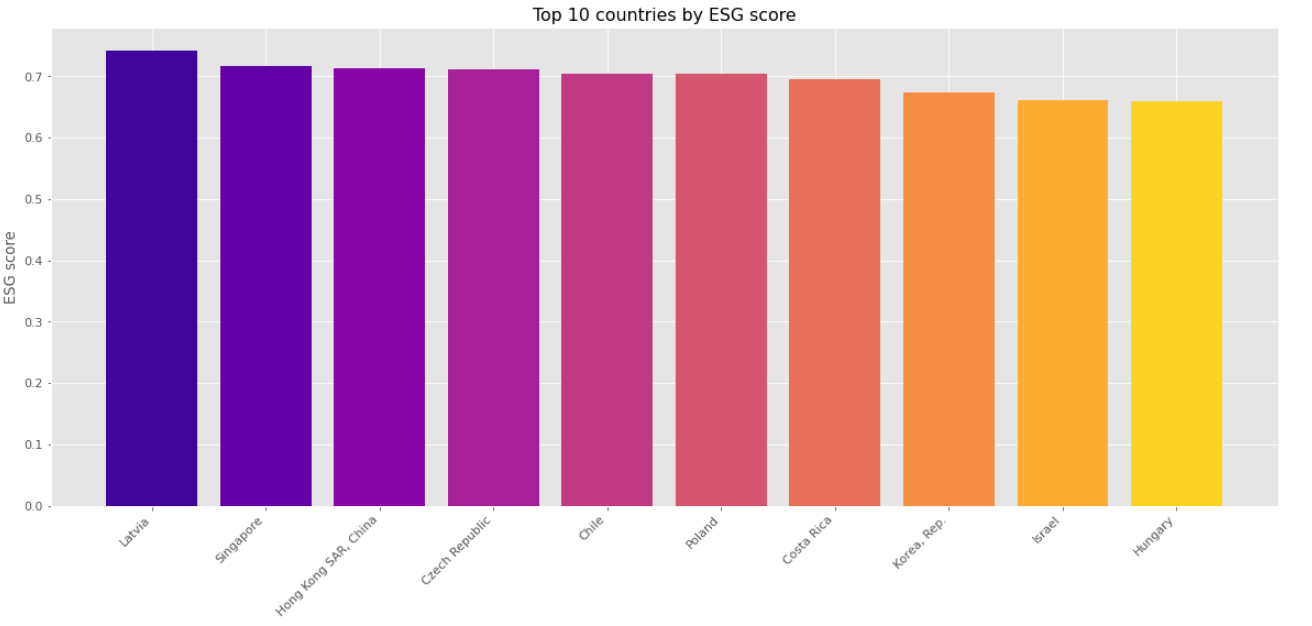 Top 10 countries by ESG score
ESG score
0.7
0.6
0.5
0.4
0.3
0.2
0.1
0.0
Latvia
Singapore
Hong Kong SAR, China
Czech Republic
Chile
Poland
Costa Rica
Korea, Rep.
Israel
Hungary